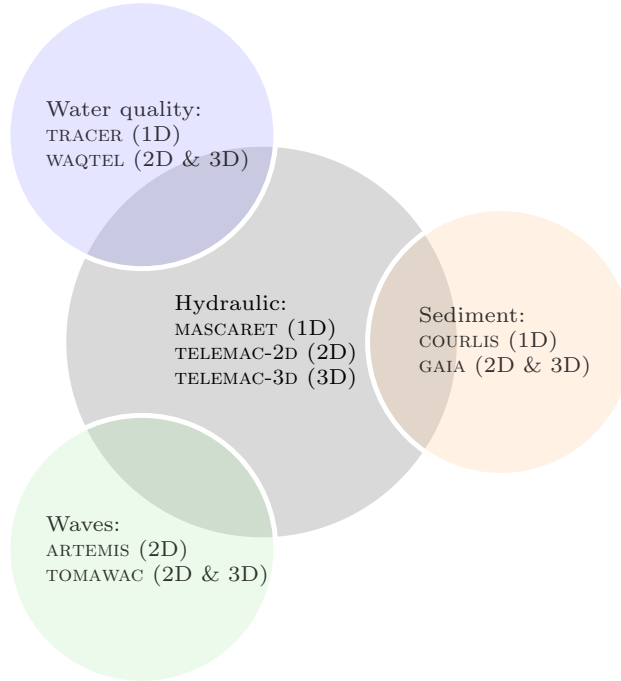 Water quality:
TRACER (1D)
WAQTEL (2D & 3D)
Hydraulic:
MASCARET (1D)
TELEMAC-2D (2D)
TELEMAC-3D (3D)
Sediment:
COURLIS (1D)
GAIA (2D & 3D)
Waves:
ARTEMIS (2D)
TOMAWAC (2D & 3D)